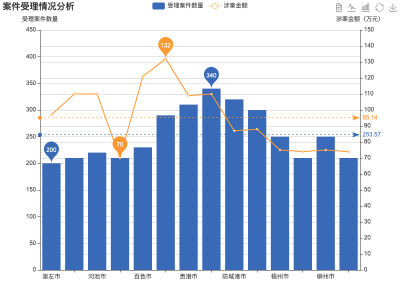 案件受理情况分析
受理案件数量
涉案金额
受理案件数量
涉案金额（万元）
450
400
350
300
250
200
150
100
50
0
150
140
130
120
110
100
90
80
70
60
50
40
30
20
10
0
200
70
132
340
95.14
253.57
崇左市
河池市
百色市
贵港市
防城港市
梧州市
柳州市